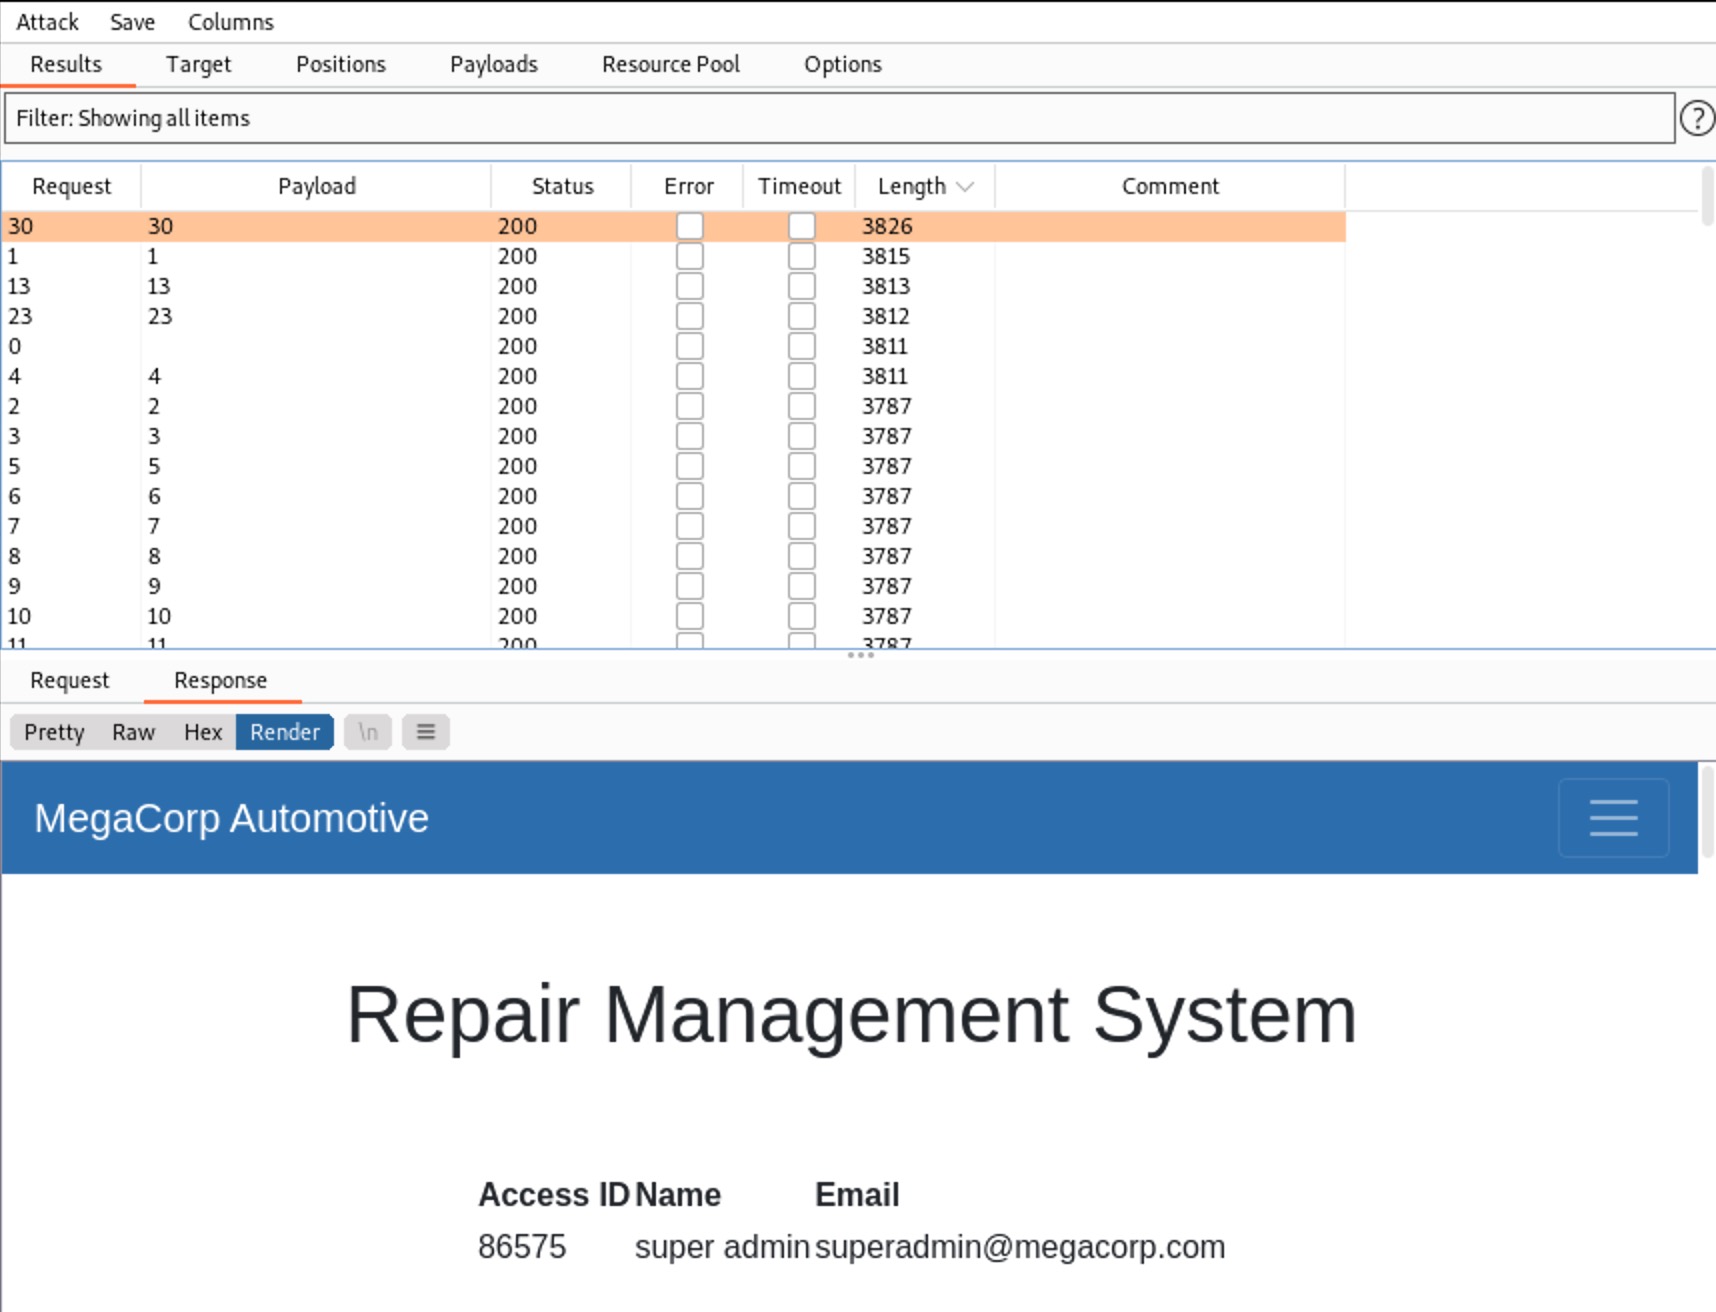 Attack Save Columns
Results Target Positions Payloads Resource Pool Options
Filter: Showing all items
?
Request Payload Status Error Timeout Length Comment
30 30 200 3826
1 1 200 3815
13 13 200 3813
23 23 200 3812
0 200 3811
4 4 200 3811
2 2 200 3787
3 3 200 3787
5 5 200 3787
6 6 200 3787
7 7 200 3787
8 8 200 3787
9 9 200 3787
10 10 200 3787
11 11 200 3787
Request Response
Pretty Raw Hex Render \n
MegaCorp Automotive
Repair Management System
Access ID Name Email
86575 super admin superadmin@megacorp.com